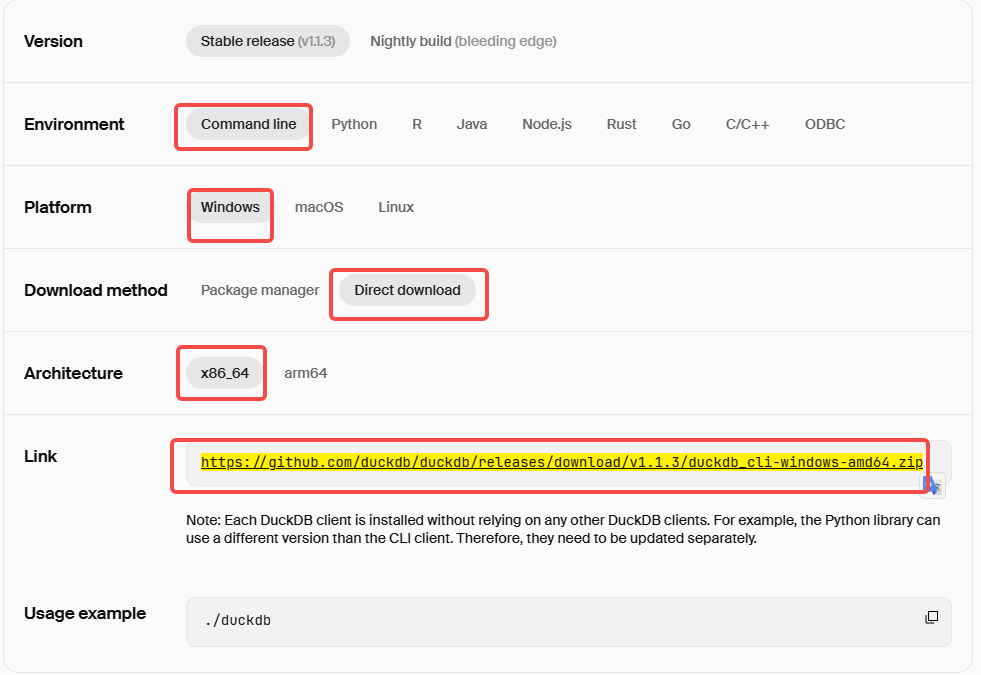 Version Stable release (v1.1.3) Nightly build (bleeding edge)
Environment Command line Python R Java Node.js Rust Go C/C++ ODBC
Platform Windows macOS Linux
Download method Package manager Direct download
Architecture x86_64 arm64
Link https://github.com/duckdb/duckdb/releases/download/v1.1.3/duckdb_cli-windows-amd64.zip
Note: Each DuckDB client is installed without relying on any other DuckDB clients. For example, the Python library can
use a different version than the CLI client. Therefore, they need to be updated separately.
Usage example ./duckdb